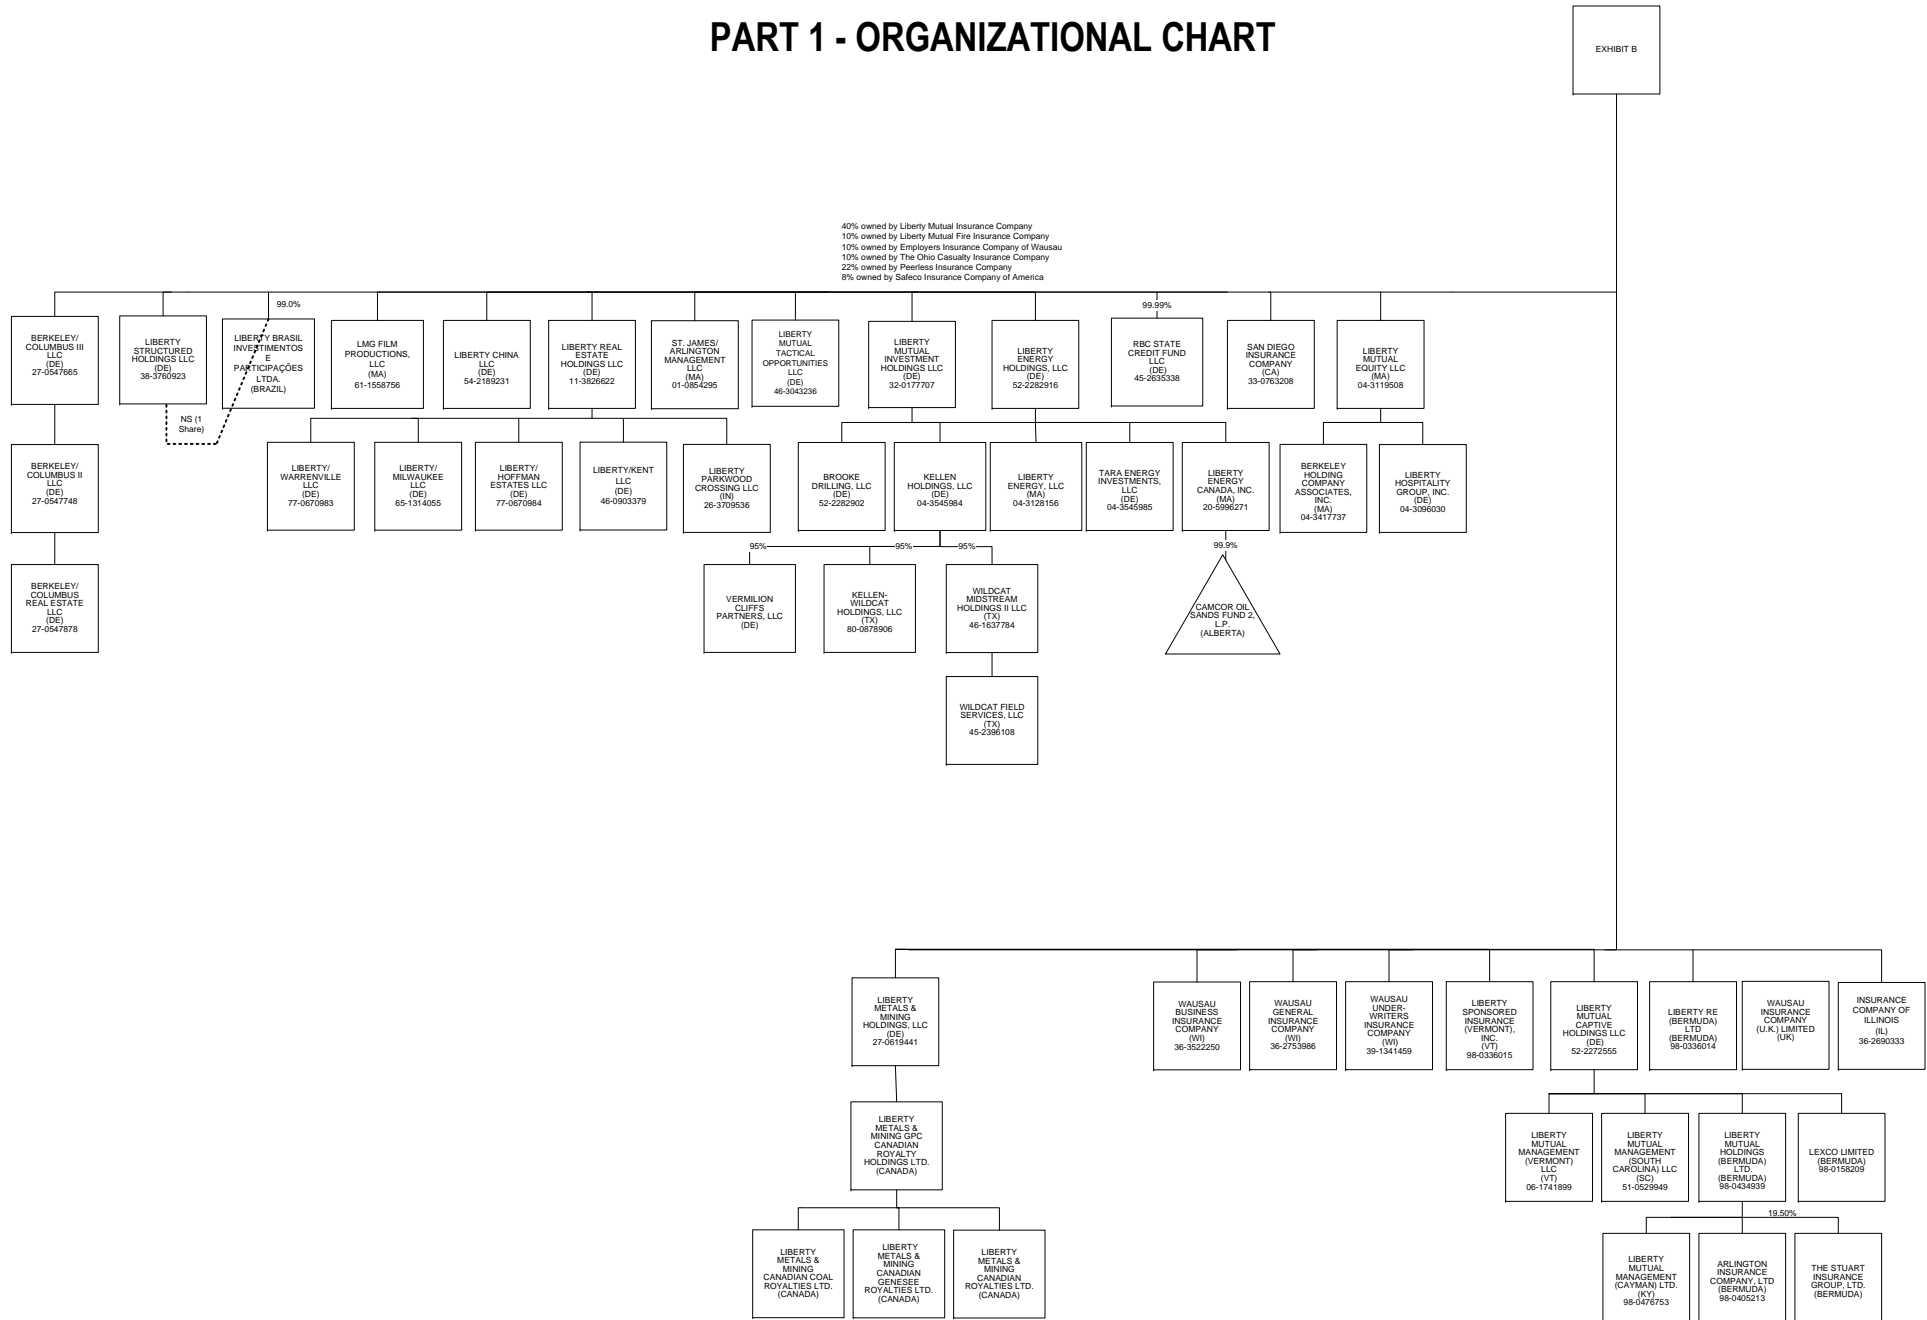 PART 1 - ORGANIZATIONAL CHART
EXHIBIT B
40% owned by Liberty Mutual Insurance Company
10% owned by Liberty Mutual Fire Insurance Company
10% owned by Employers Insurance Company of Wausau
10% owned by The Ohio Casualty Insurance Company
22% owned by Peerless Insurance Company
8% owned by Safeco Insurance Company of America
99.0%
99.99%
BERKELEY/
COLUMBUS III
LLC
(DE)
27-0547665
LIBERTY
STRUCTURED
HOLDINGS LLC
(DE)
38-3760923
LIBERTY BRASIL
INVESTIMENTOS
E
PARTICIPAÇÕES
LTDA.
(BRAZIL)
LMG FILM
PRODUCTIONS,
LLC
(MA)
61-1558756
LIBERTY CHINA
LLC
(DE)
54-2189231
LIBERTY REAL
ESTATE
HOLDINGS LLC
(DE)
11-3826622
ST. JAMES/
ARLINGTON
MANAGEMENT
LLC
(MA)
01-0854295
LIBERTY
MUTUAL
TACTICAL
OPPORTUNITIES
LLC
(DE)
46-3043236
LIBERTY
MUTUAL
INVESTMENT
HOLDINGS LLC
(DE)
32-0177707
LIBERTY
ENERGY
HOLDINGS, LLC
(DE)
52-2282916
RBC STATE
CREDIT FUND
LLC
(DE)
45-2635338
SAN DIEGO
INSURANCE
COMPANY
(CA)
33-0763208
LIBERTY
MUTUAL
EQUITY LLC
(MA)
04-3119508
NS (1
Share)
BERKELEY/
COLUMBUS II
LLC
(DE)
27-0547748
LIBERTY/
WARRENVILLE
LLC
(DE)
77-0670983
LIBERTY/
MILWAUKEE
LLC
(DE)
65-1314055
LIBERTY/
HOFFMAN
ESTATES LLC
(DE)
77-0670984
LIBERTY/KENT
LLC
(DE)
46-0903379
LIBERTY
PARKWOOD
CROSSING LLC
(IN)
26-3709536
BROOKE
DRILLING, LLC
(DE)
52-2282902
KELLEN
HOLDINGS, LLC
(DE)
04-3545984
LIBERTY
ENERGY, LLC
(MA)
04-3128156
TARA ENERGY
INVESTMENTS,
LLC
(DE)
04-3545985
LIBERTY
ENERGY
CANADA, INC.
(MA)
20-5996271
BERKELEY
HOLDING
COMPANY
ASSOCIATES,
INC.
(MA)
04-3417737
LIBERTY
HOSPITALITY
GROUP, INC.
(DE)
04-3096030
95%
95%
95%
99.9%
BERKELEY/
COLUMBUS
REAL ESTATE
LLC
(DE)
27-0547878
VERMILION
CLIFFS
PARTNERS, LLC
(DE)
KELLEN-
WILDCAT
HOLDINGS, LLC
(TX)
80-0878906
WILDCAT
MIDSTREAM
HOLDINGS II LLC
(TX)
46-1637784
CAMCOR OIL
SANDS FUND 2,
L.P.
(ALBERTA)
WILDCAT FIELD
SERVICES, LLC
(TX)
45-2396108
LIBERTY
METALS &
MINING
HOLDINGS, LLC
(DE)
27-0619441
WAUSAU
BUSINESS
INSURANCE
COMPANY
(WI)
36-3522250
WAUSAU
GENERAL
INSURANCE
COMPANY
(WI)
36-2753986
WAUSAU
UNDER-
WRITERS
INSURANCE
COMPANY
(WI)
39-1341459
LIBERTY
SPONSORED
INSURANCE
(VERMONT),
INC.
(VT)
98-0336015
LIBERTY
MUTUAL
CAPTIVE
HOLDINGS LLC
(DE)
52-2272555
LIBERTY RE
(BERMUDA)
LTD
(BERMUDA)
98-0336014
WAUSAU
INSURANCE
COMPANY
(U.K.) LIMITED
(UK)
INSURANCE
COMPANY OF
ILLINOIS
(IL)
36-2690333
LIBERTY
METALS &
MINING GPC
CANADIAN
ROYALTY
HOLDINGS LTD.
(CANADA)
LIBERTY
MUTUAL
MANAGEMENT
(VERMONT)
LLC
(VT)
06-1741899
LIBERTY
MUTUAL
MANAGEMENT
(SOUTH
CAROLINA) LLC
(SC)
51-0529949
LIBERTY
MUTUAL
HOLDINGS
(BERMUDA)
LTD.
(BERMUDA)
98-0434939
LEXCO LIMITED
(BERMUDA)
98-0158209
19.50%
LIBERTY
METALS &
MINING
CANADIAN COAL
ROYALTIES LTD.
(CANADA)
LIBERTY
METALS &
MINING
CANADIAN
GENESEE
ROYALTIES LTD.
(CANADA)
LIBERTY
METALS &
MINING
CANADIAN
ROYALTIES LTD.
(CANADA)
LIBERTY
MUTUAL
MANAGEMENT
(CAYMAN) LTD.
(KY)
98-0476753
ARLINGTON
INSURANCE
COMPANY, LTD
(BERMUDA)
98-0405213
THE STUART
INSURANCE
GROUP, LTD.
(BERMUDA)